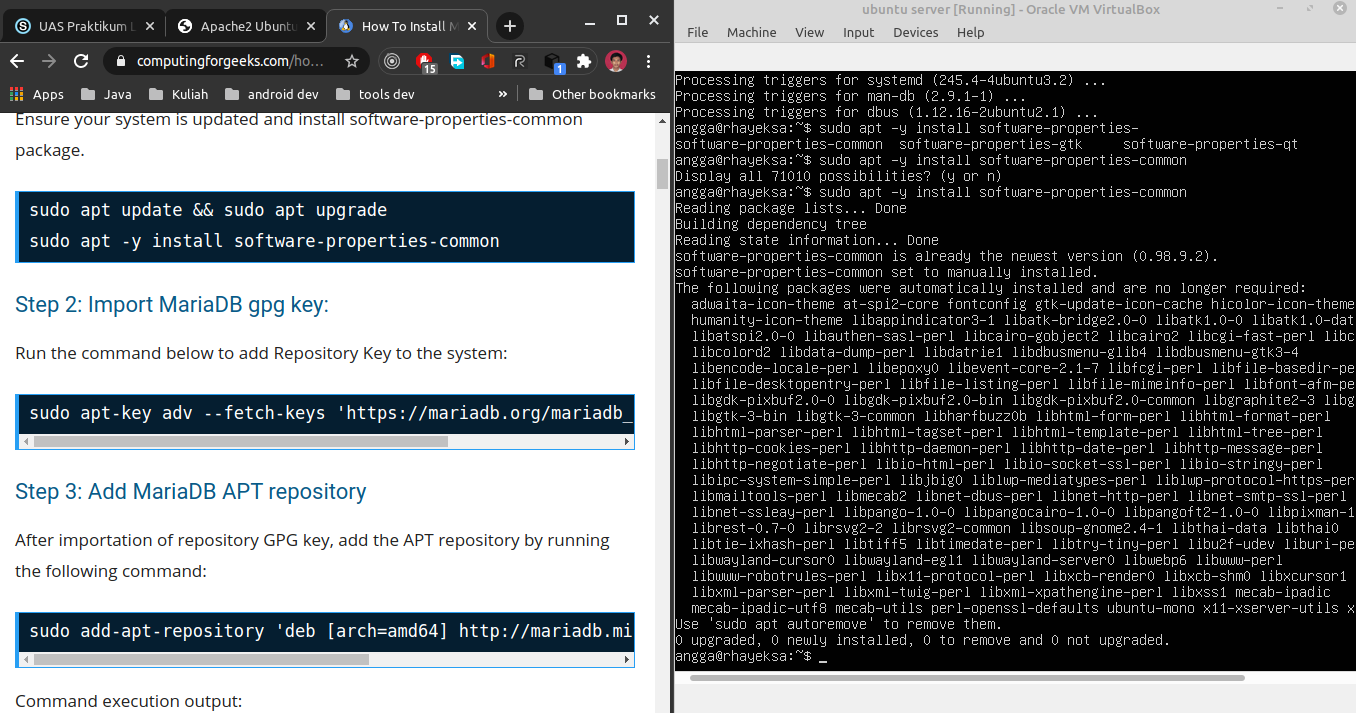 UAS Praktikum L
Apache2 Ubuntu
How To Install M
computingforgeeks.com/ho...
15
1
Apps
Java
Kuliah
android dev
tools dev
»
Other bookmarks
Ensure your system is updated and install software-properties-common
package.
sudo apt update && sudo apt upgrade
sudo apt -y install software-properties-common
Step 2: Import MariaDB gpg key:
Run the command below to add Repository Key to the system:
sudo apt-key adv --fetch-keys 'https://mariadb.org/mariadb_
Step 3: Add MariaDB APT repository
After importation of repository GPG key, add the APT repository by running
the following command:
sudo add-apt-repository 'deb [arch=amd64] http://mariadb.mi
Command execution output:
ubuntu server [Running] - Oracle VM VirtualBox
File Machine View Input Devices Help
Processing triggers for systemd (245.4-4ubuntu3.2) ...
Processing triggers for man-db (2.9.1-1) ...
Processing triggers for dbus (1.12.16-2ubuntu2.1) ...
angga@rhayeksa:~$ sudo apt -y install software-properties-
software-properties-common software-properties-gtk software-properties-qt
angga@rhayeksa:~$ sudo apt -y install software-properties-common
Display all 71010 possibilities? (y or n)
angga@rhayeksa:~$ sudo apt -y install software-properties-common
Reading package lists... Done
Building dependency tree
Reading state information... Done
software-properties-common is already the newest version (0.98.9.2).
software-properties-common set to manually installed.
The following packages were automatically installed and are no longer required:
adwaita-icon-theme at-spi2-core fontconfig gtk-update-icon-cache hicolor-icon-theme
humanity-icon-theme libappindicator3-1 libatk-bridge2.0-0 libatk1.0-0 libatk1.0-dat
libatspi2.0-0 libauthen-sasl-perl libcairo-gobject2 libcairo2 libcgi-fast-perl libc
libcolord2 libdata-dump-perl libdatrie1 libdbusmenu-glib4 libdbusmenu-gtk3-4
libencode-locale-perl libepoxy0 libevent-core-2.1-7 libfcgi-perl libfile-basedir-pe
libfile-desktopentry-perl libfile-listing-perl libfile-mimeinfo-perl libfont-afm-pe
libgdk-pixbuf2.0-0 libgdk-pixbuf2.0-bin libgdk-pixbuf2.0-common libgraphite2-3 libg
libgtk-3-bin libgtk-3-common libharfbuzz0b libhtml-form-perl libhtml-format-perl
libhtml-parser-perl libhtml-tagset-perl libhtml-template-perl libhtml-tree-perl
libhttp-cookies-perl libhttp-daemon-perl libhttp-date-perl libhttp-message-perl
libhttp-negotiate-perl libio-html-perl libio-socket-ssl-perl libio-stringy-perl
libipc-system-simple-perl libjbig0 liblwp-mediatypes-perl liblwp-protocol-https-per
libmailtools-perl libmecab2 libnet-dbus-perl libnet-http-perl libnet-smtp-ssl-perl
libnet-ssleay-perl libpango-1.0-0 libpangocairo-1.0-0 libpangoft2-1.0-0 libpixman-1
librest-0.7-0 librsvg2-2 librsvg2-common libsoup-gnome2.4-1 libthai-data libthai0
libtie-ixhash-perl libtiff5 libtimedate-perl libtry-tiny-perl libu2f-udev liburi-pe
libwayland-cursor0 libwayland-egl1 libwayland-server0 libwebp6 libwww-perl
libwww-robotrules-perl libx11-protocol-perl libxcb-render0 libxcb-shm0 libxcursor1
libxml-parser-perl libxml-twig-perl libxml-xpathengine-perl libxss1 mecab-ipadic
mecab-ipadic-utf8 mecab-utils perl-openssl-defaults ubuntu-mono x11-xserver-utils x
Use 'sudo apt autoremove' to remove them.
0 upgraded, 0 newly installed, 0 to remove and 0 not upgraded.
angga@rhayeksa:~$ _